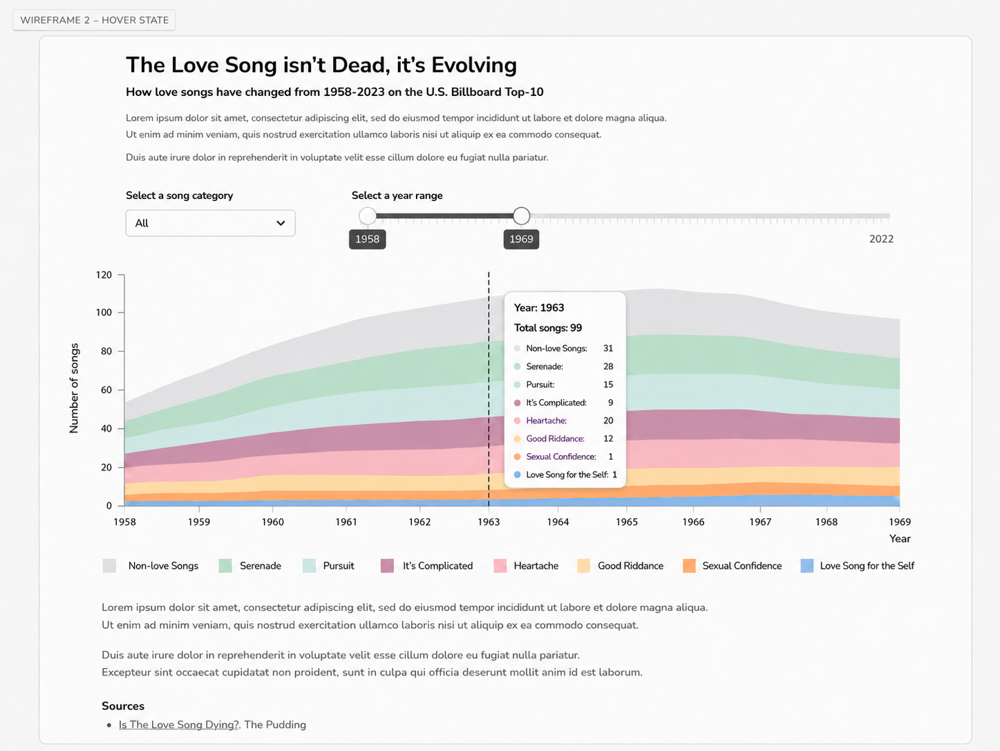 WIREFRAME 2 – HOVER STATE
The Love Song isn’t Dead, it’s Evolving
How love songs have changed from 1958-2023 on the U.S. Billboard Top-10
Lorem ipsum dolor sit amet, consectetur adipiscing elit, sed do eiusmod tempor incididunt ut labore et dolore magna aliqua.
Ut enim ad minim veniam, quis nostrud exercitation ullamco laboris nisi ut aliquip ex ea commodo consequat.
Duis aute irure dolor in reprehenderit in voluptate velit esse cillum dolore eu fugiat nulla pariatur.
Select a song category
All
Select a year range
1958 1969 2022
Number of songs
120
100
80
60
40
20
0
Year: 1963
Total songs: 99
Non-love Songs: 31
Serenade: 28
Pursuit: 15
It’s Complicated: 9
Heartache: 20
Good Riddance: 12
Sexual Confidence: 1
Love Song for the Self: 1
1958 1959 1960 1961 1962 1963 1964 1965 1966 1967 1968 1969
Year
Non-love Songs Serenade Pursuit It’s Complicated Heartache Good Riddance Sexual Confidence Love Song for the Self
Lorem ipsum dolor sit amet, consectetur adipiscing elit, sed do eiusmod tempor incididunt ut labore et dolore magna aliqua.
Ut enim ad minim veniam, quis nostrud exercitation ullamco laboris nisi ut aliquip ex ea commodo consequat.
Duis aute irure dolor in reprehenderit in voluptate velit esse cillum dolore eu fugiat nulla pariatur.
Excepteur sint occaecat cupidatat non proident, sunt in culpa qui officia deserunt mollit anim id est laborum.
Sources
• Is The Love Song Dying?. The Pudding